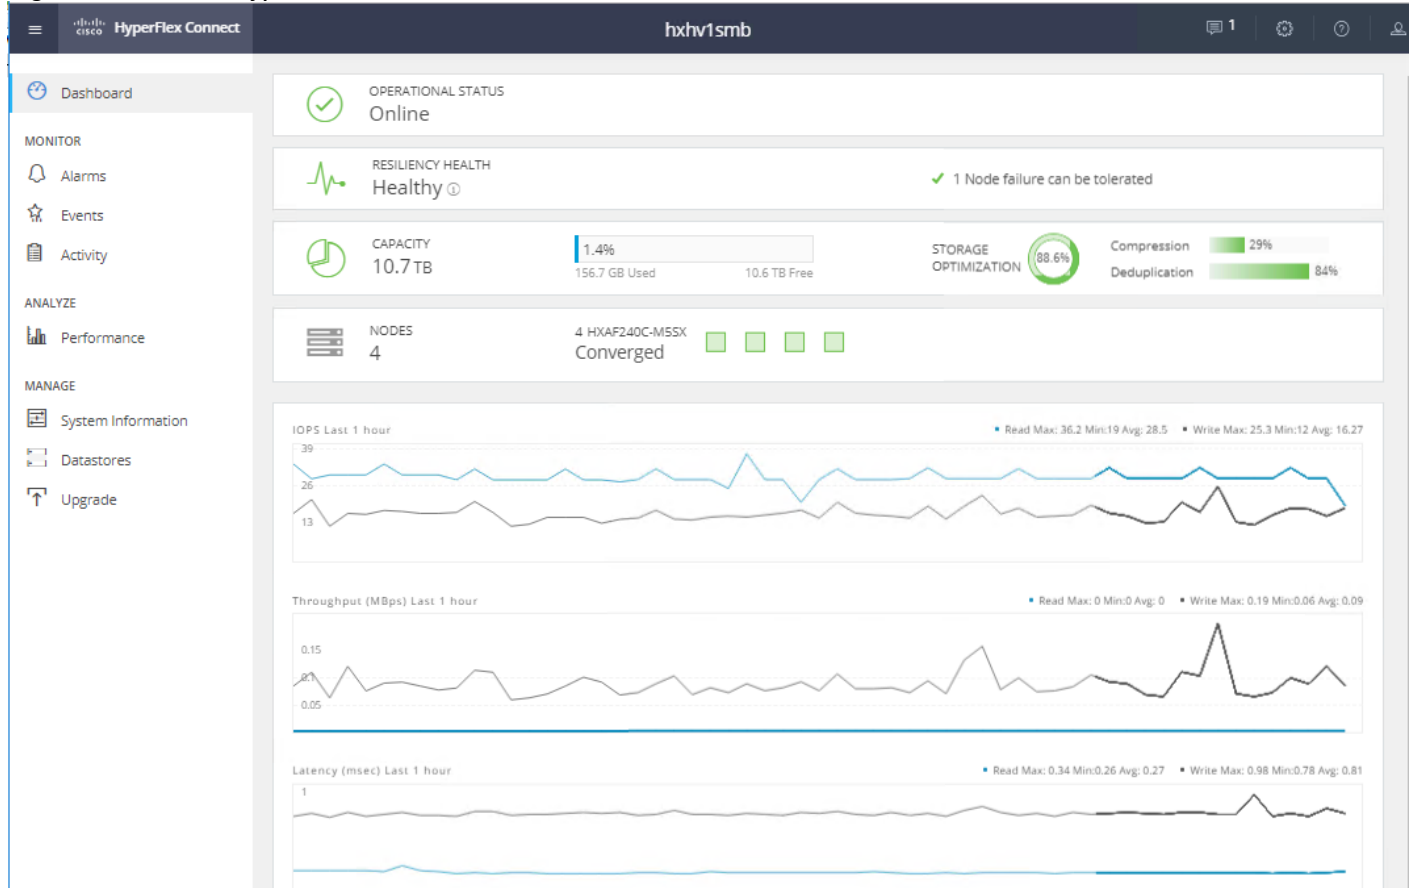 cisco HyperFlex Connect
hxhv1smb
1
Dashboard
MONITOR
Alarms
Events
Activity
ANALYZE
Performance
MANAGE
System Information
Datastores
Upgrade
OPERATIONAL STATUS
Online
RESILIENCY HEALTH
Healthy
1 Node failure can be tolerated
CAPACITY
10.7 TB
1.4%
156.7 GB Used 10.6 TB Free
STORAGE
OPTIMIZATION
88.6%
Compression 29%
Deduplication 84%
NODES
4
4 HXAF240C-M5SX
Converged
IOPS Last 1 hour
Read Max: 36.2 Min:19 Avg: 28.5 Write Max: 25.3 Min:12 Avg: 16.27
39
26
13
Throughput (MBps) Last 1 hour
Read Max: 0 Min:0 Avg: 0 Write Max: 0.19 Min:0.06 Avg: 0.09
0.15
0.1
0.05
Latency (msec) Last 1 hour
Read Max: 0.34 Min:0.26 Avg: 0.27 Write Max: 0.98 Min:0.78 Avg: 0.81
1